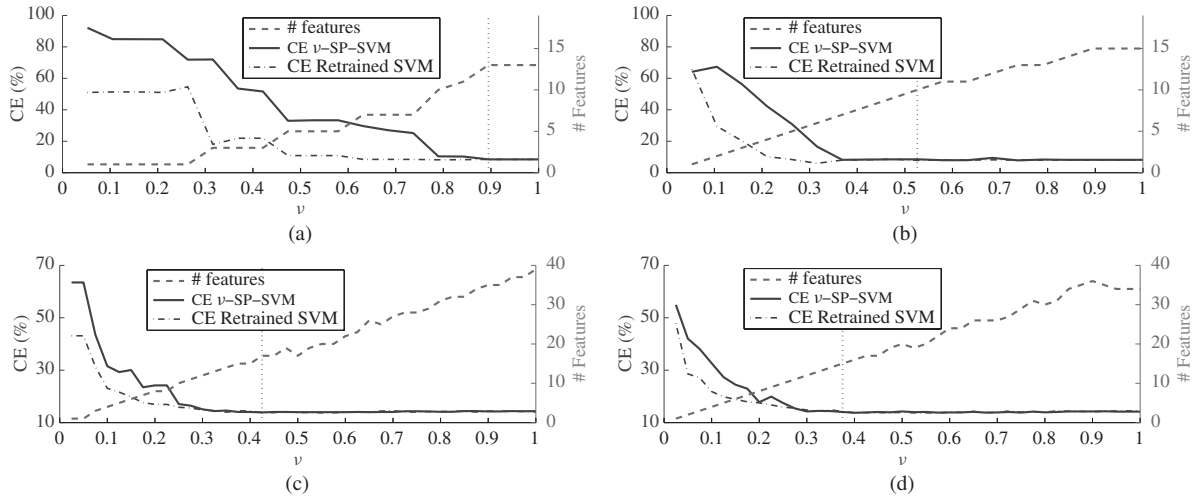 100
80
60
40
20
0
CE (%)
# features
CE ν–SP–SVM
CE Retrained SVM
15
10
5
0
# Features
0 0.1 0.2 0.3 0.4 0.5 0.6 0.7 0.8 0.9 1
ν
(a)
100
80
60
40
20
0
CE (%)
# features
CE ν–SP–SVM
CE Retrained SVM
15
10
5
0
# Features
0 0.1 0.2 0.3 0.4 0.5 0.6 0.7 0.8 0.9 1
ν
(b)
70
50
30
10
CE (%)
# features
CE ν–SP–SVM
CE Retrained SVM
40
30
20
10
0
# Features
0 0.1 0.2 0.3 0.4 0.5 0.6 0.7 0.8 0.9 1
ν
(c)
70
50
30
10
CE (%)
# features
CE ν–SP–SVM
CE Retrained SVM
40
30
20
10
0
# Features
0 0.1 0.2 0.3 0.4 0.5 0.6 0.7 0.8 0.9 1
ν
(d)